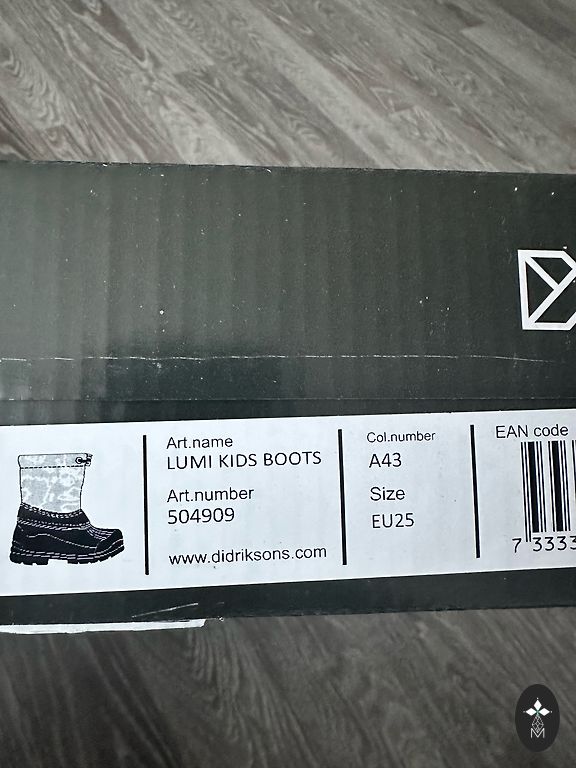 Art.name
LUMI KIDS BOOTS
Art.number
504909
www.didriksons.com
Col.number
A43
Size
EU25
EAN code
7 3333
M